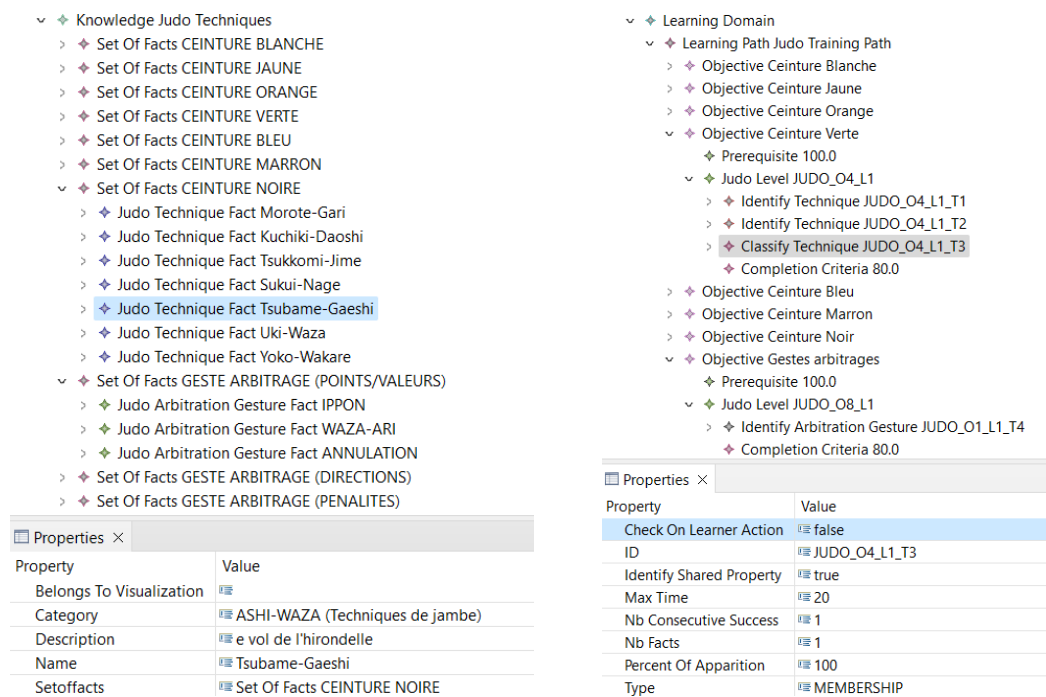 Knowledge Judo Techniques
Set Of Facts CEINTURE BLANCHE
Set Of Facts CEINTURE JAUNE
Set Of Facts CEINTURE ORANGE
Set Of Facts CEINTURE VERTE
Set Of Facts CEINTURE BLEU
Set Of Facts CEINTURE MARRON
Set Of Facts CEINTURE NOIRE
Judo Technique Fact Morote-Gari
Judo Technique Fact Kuchiki-Daoshi
Judo Technique Fact Tsukkomi-Jime
Judo Technique Fact Sukui-Nage
Judo Technique Fact Tsubame-Gaeshi
Judo Technique Fact Uki-Waza
Judo Technique Fact Yoko-Wakare
Set Of Facts GESTE ARBITRAGE (POINTS/VALEURS)
Judo Arbitration Gesture Fact IPPON
Judo Arbitration Gesture Fact WAZA-ARI
Judo Arbitration Gesture Fact ANNULATION
Set Of Facts GESTE ARBITRAGE (DIRECTIONS)
Set Of Facts GESTE ARBITRAGE (PENALITES)
Properties
Property Value
Belongs To Visualization
Category ASHI-WAZA (Techniques de jambe)
Description e vol de l'hirondelle
Name Tsubame-Gaeshi
Setoffacts Set Of Facts CEINTURE NOIRE
Learning Domain
Learning Path Judo Training Path
Objective Ceinture Blanche
Objective Ceinture Jaune
Objective Ceinture Orange
Objective Ceinture Verte
Prerequisite 100.0
Judo Level JUDO_O4_L1
Identify Technique JUDO_O4_L1_T1
Identify Technique JUDO_O4_L1_T2
Classify Technique JUDO_O4_L1_T3
Completion Criteria 80.0
Objective Ceinture Bleu
Objective Ceinture Marron
Objective Ceinture Noir
Objective Gestes arbitrages
Prerequisite 100.0
Judo Level JUDO_O8_L1
Identify Arbitration Gesture JUDO_O1_L1_T4
Completion Criteria 80.0
Properties
Property Value
Check On Learner Action false
ID JUDO_O4_L1_T3
Identify Shared Property true
Max Time 20
Nb Consecutive Success 1
Nb Facts 1
Percent Of Apparition 100
Type MEMBERSHIP